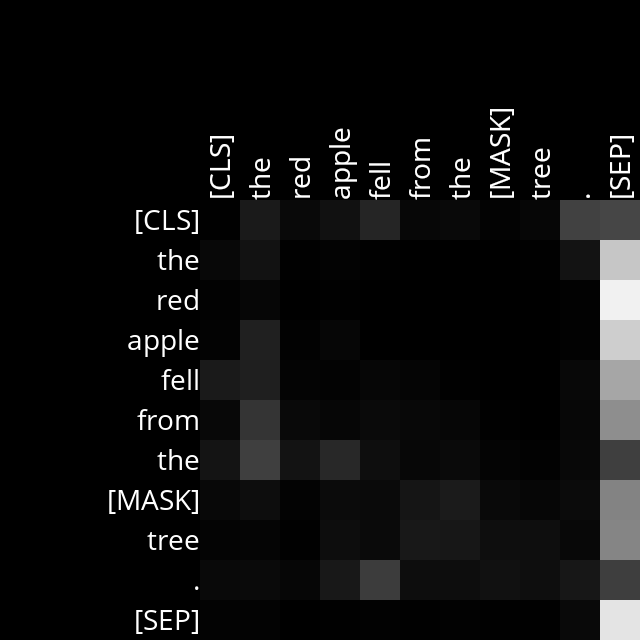 [CLS] the red apple fell from the [MASK] tree . [SEP]
[CLS]
the
red
apple
fell
from
the
[MASK]
tree
.
[SEP]